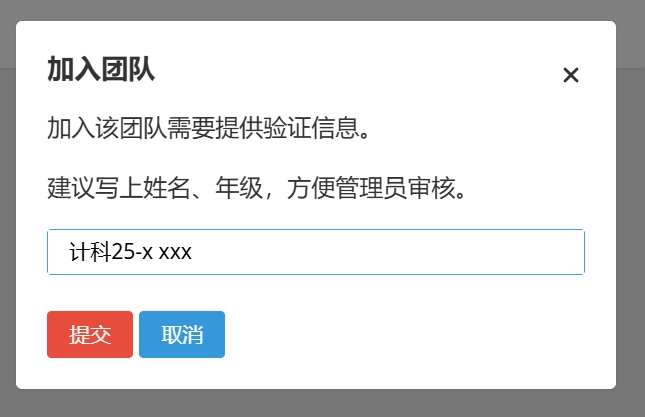 加入团队
加入该团队需要提供验证信息。
建议写上姓名、年级，方便管理员审核。
计科25-x xxx
提交 取消